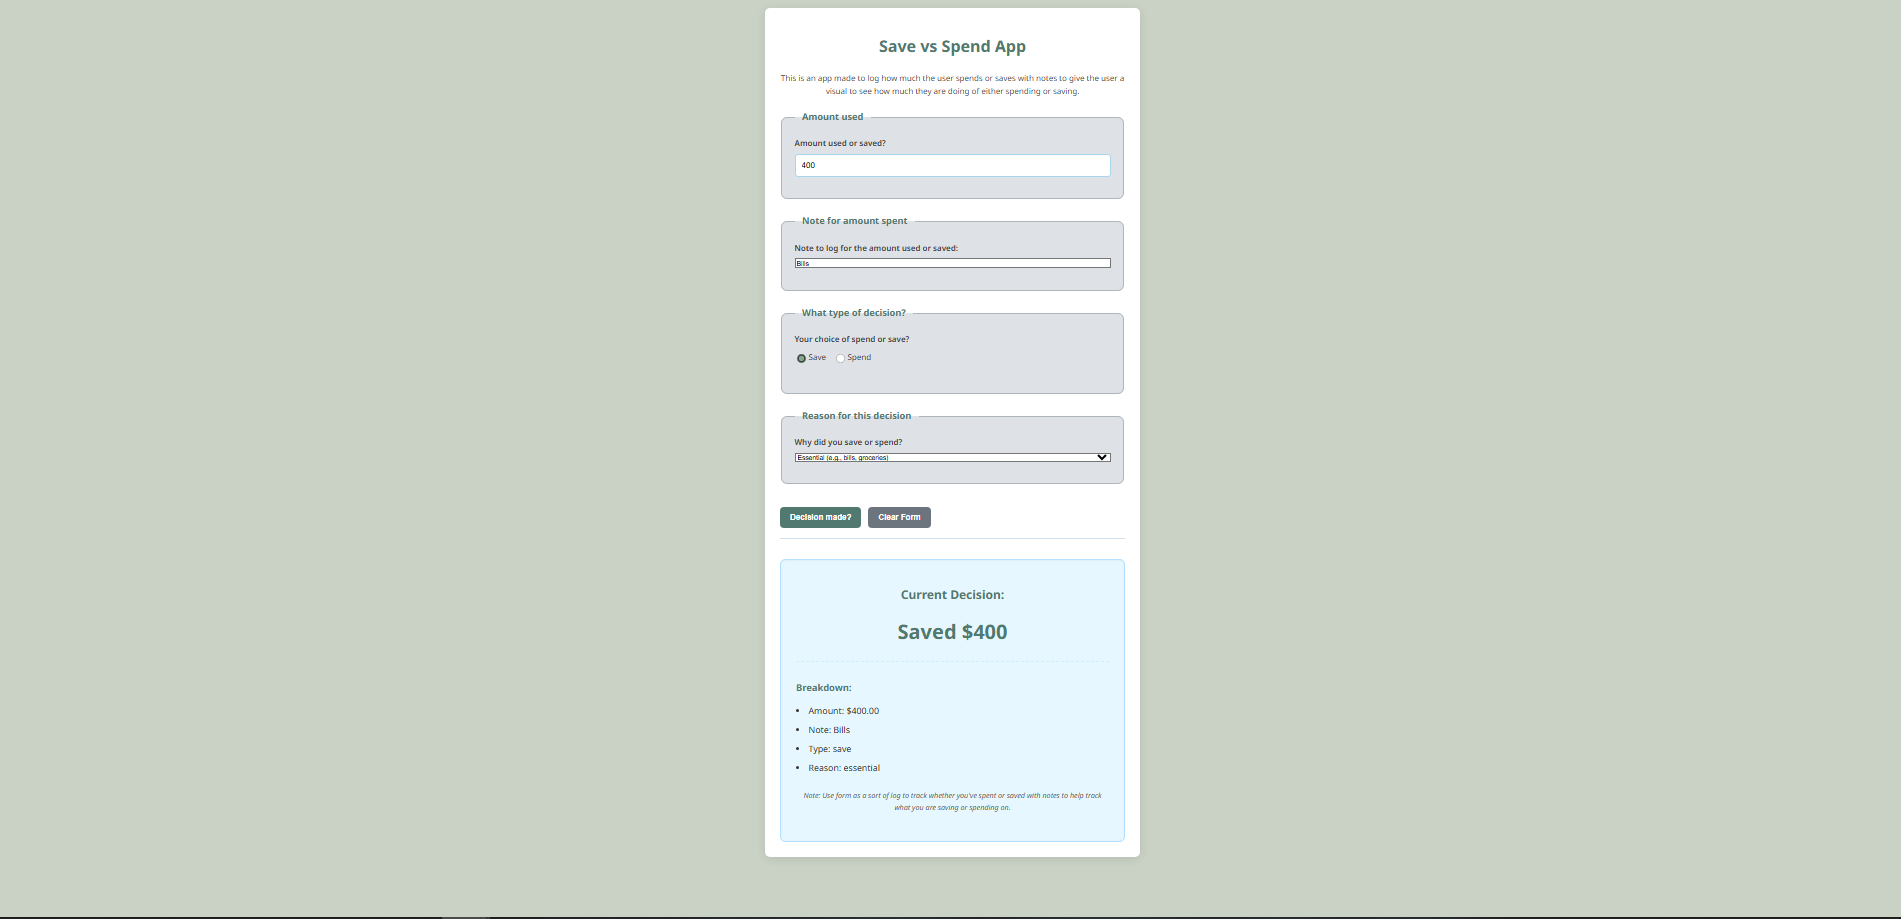 Save vs Spend App
This is an app made to log how much the user spends or saves with notes to give the user a
visual to see how much they are doing of either spending or saving.
Amount used
Amount used or saved?
400
Note for amount spent
Note to log for the amount used or saved:
Bills
What type of decision?
Your choice of spend or save?
Save Spend
Reason for this decision
Why did you save or spend?
Essential (e.g., bills, groceries)
Decision made? Clear Form
Current Decision:
Saved $400
Breakdown:
• Amount: $400.00
• Note: Bills
• Type: save
• Reason: essential
Note: Use form as a sort of log to track whether you've spent or saved with notes to help track
what you are saving or spending on.